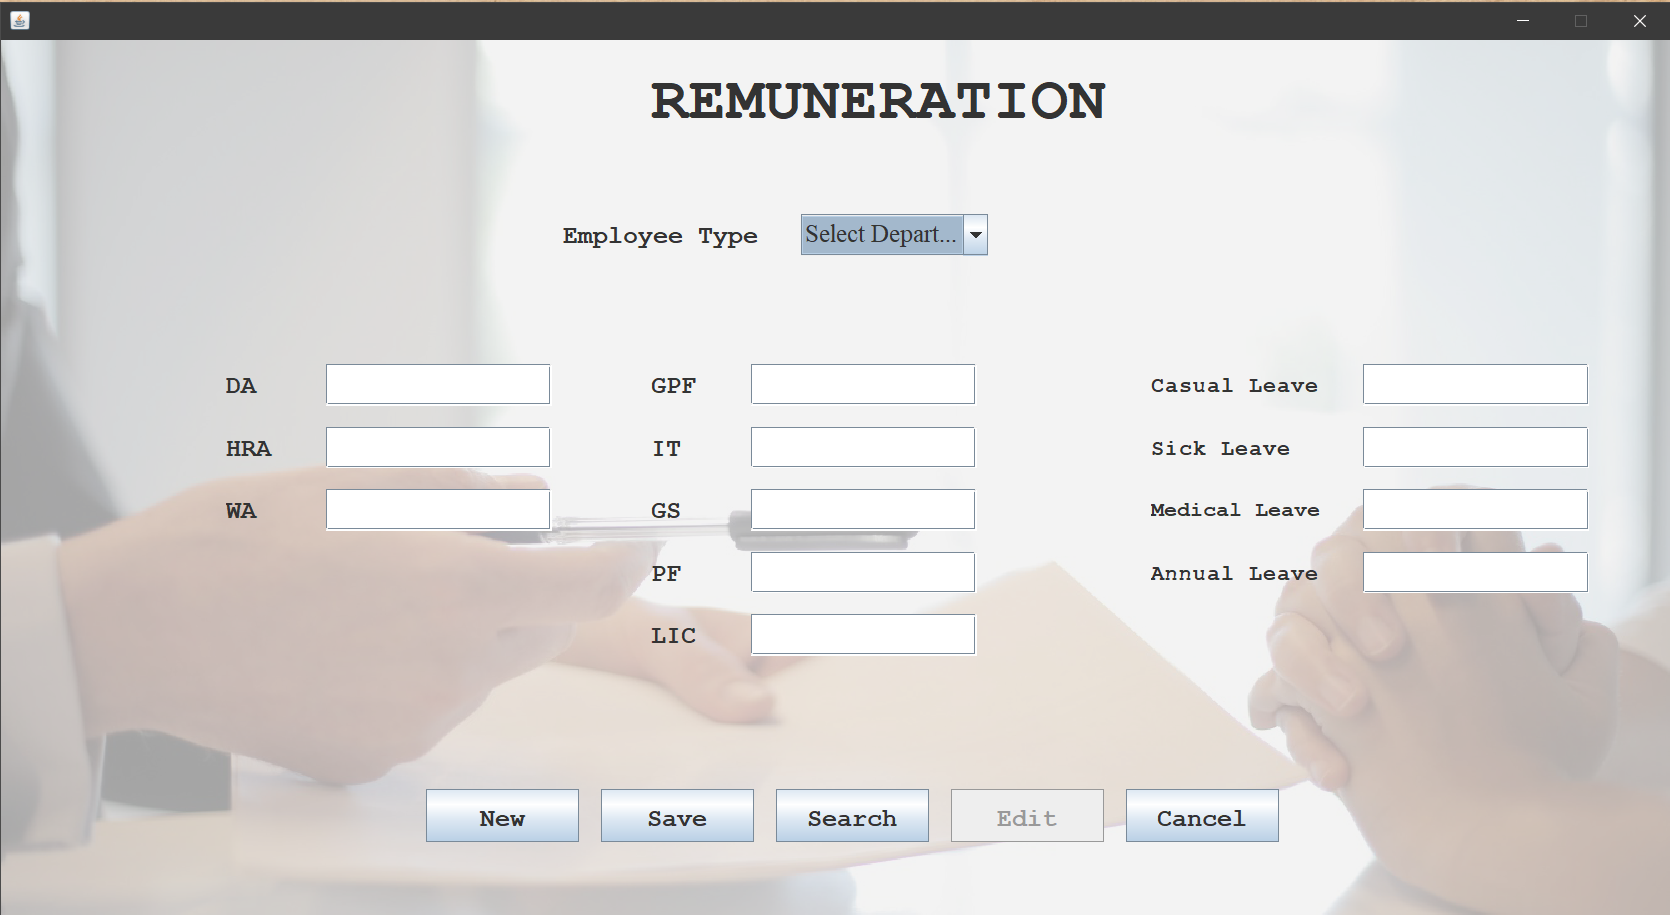 REMUNERATION
Employee Type Select Depart...
DA GPF Casual Leave
HRA IT Sick Leave
WA GS Medical Leave
PF Annual Leave
LIC
New Save Search Edit Cancel